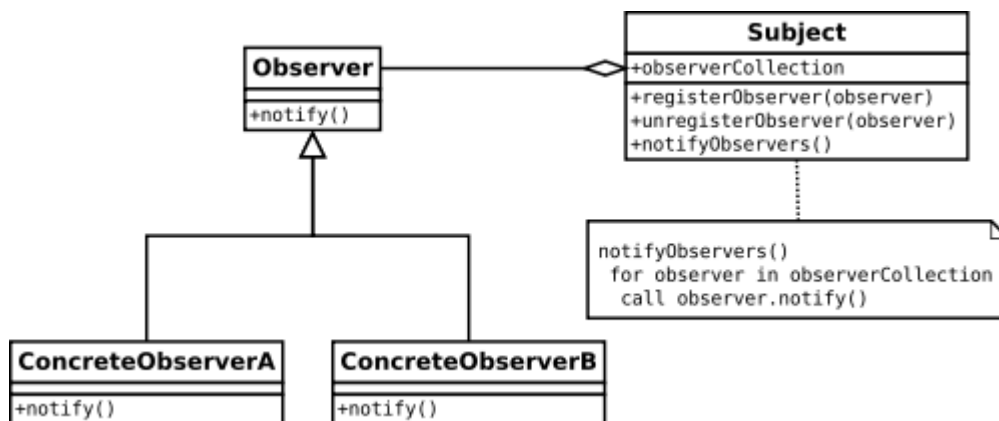 Observer
+notify()
Subject
+observerCollection
+registerObserver(observer)
+unregisterObserver(observer)
+notifyObservers()
notifyObservers()
for observer in observerCollection
call observer.notify()
ConcreteObserverA
+notify()
ConcreteObserverB
+notify()